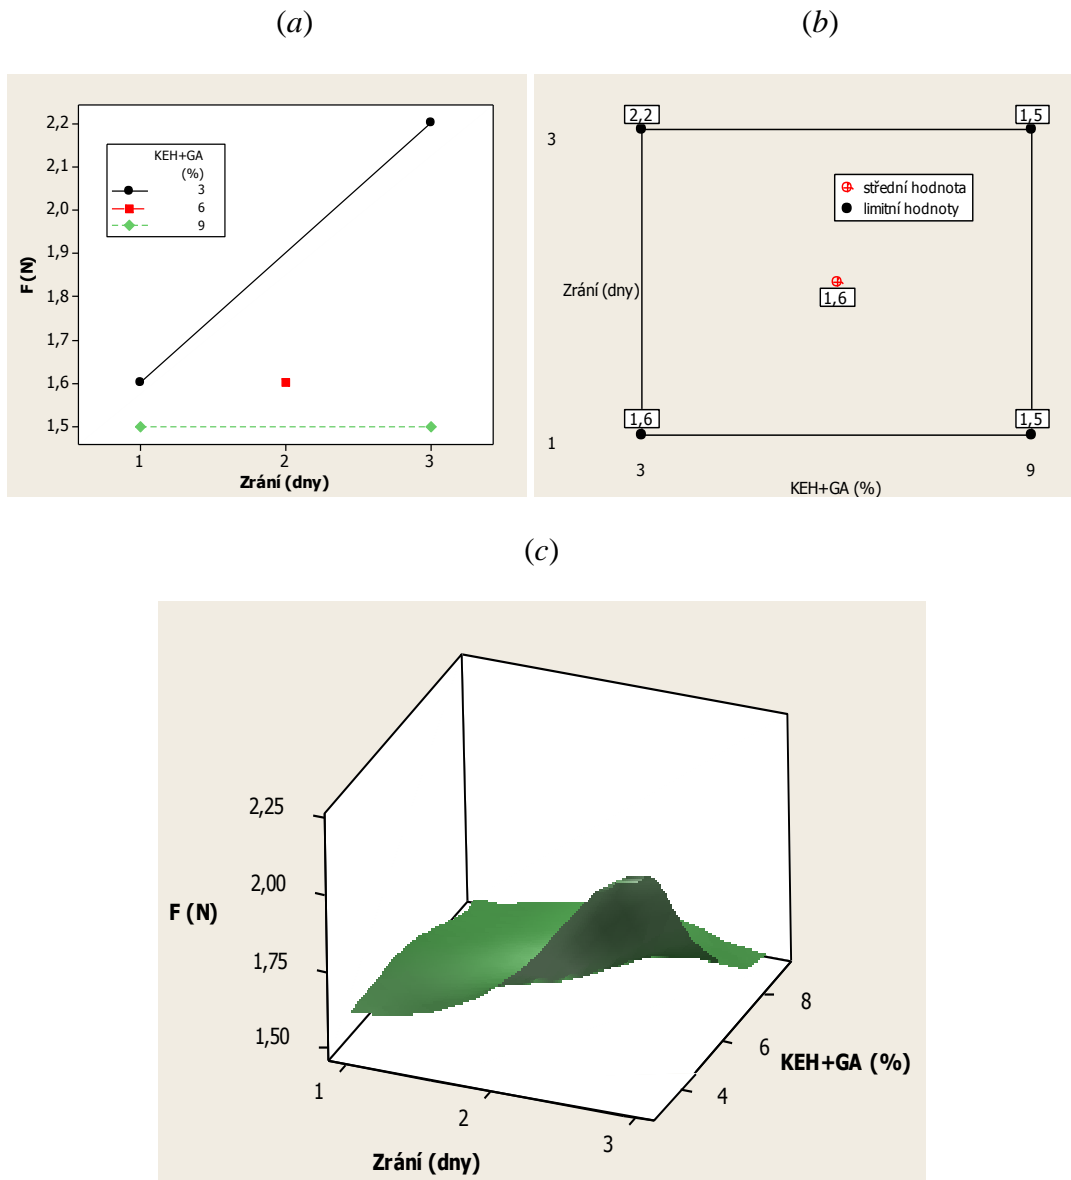 (a)
2,2
2,1
2,0
1,9
1,8
1,7
1,6
1,5
F (N)
KEH+GA
(%)
3
6
9
1 2 3
Zrání (dny)
(b)
3
2,2 1,5
střední hodnota
limitní hodnoty
Zrání (dny)
1,6
1,6 1,5
1
3 9
KEH+GA (%)
(c)
2,25
2,00
1,75
1,50
F (N)
1
2
3
Zrání (dny)
8
6
4
KEH+GA (%)